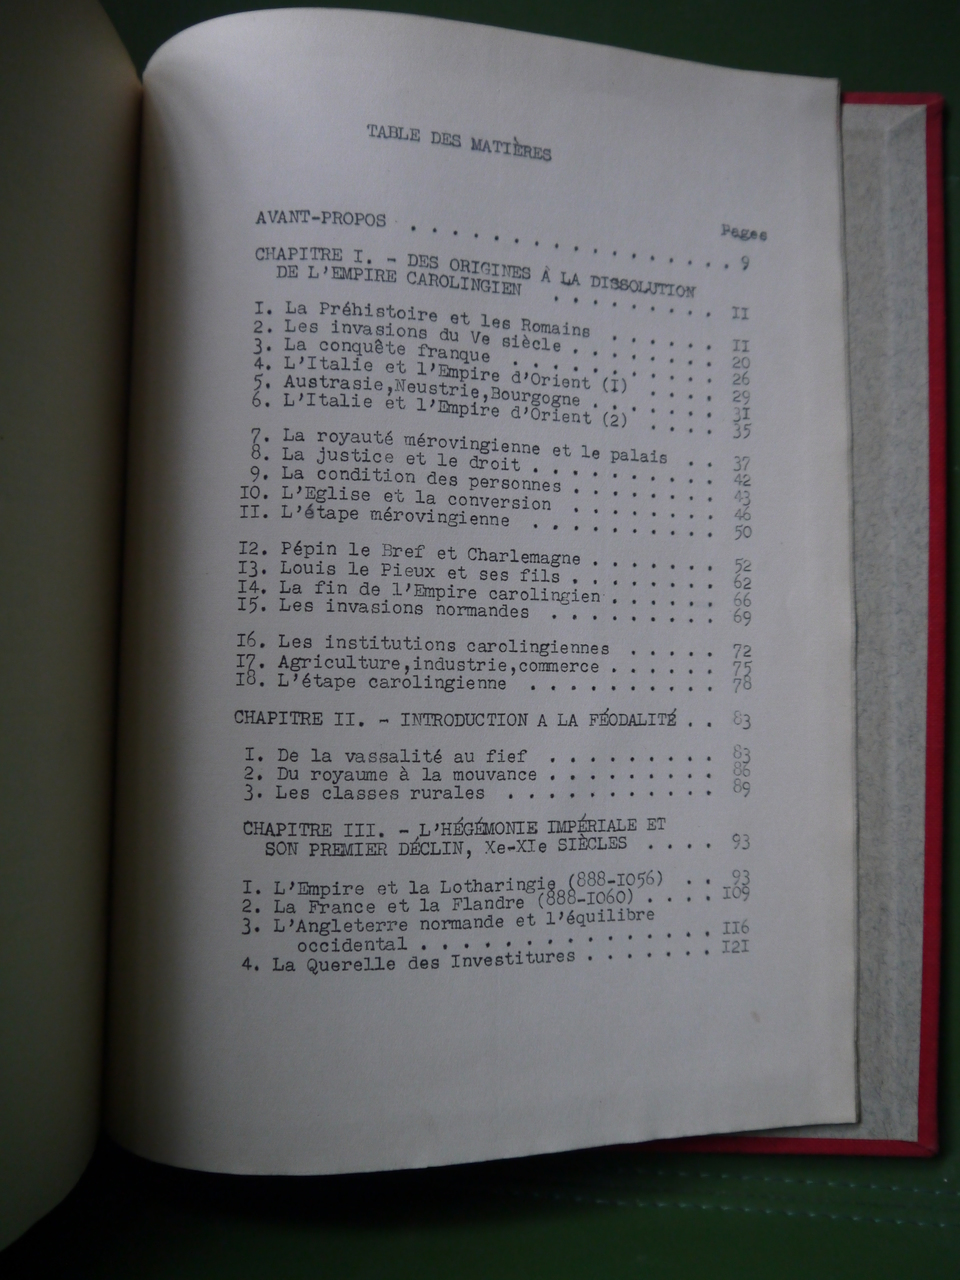 TABLE DES MATIÈRES
Pages
AVANT-PROPOS . . . . . . . . . . . . . . . . . . 9
CHAPITRE I. - DES ORIGINES À LA DISSOLUTION
DE L'EMPIRE CAROLINGIEN . . . . . . . . II
I. La Préhistoire et les Romains . . . . . . II
2. Les invasions du Ve siècle . . . . . . . . 20
3. La conquête franque . . . . . . . . . . 26
4. L'Italie et l'Empire d'Orient (I) . . . . 29
5. Austrasie,Neustrie,Bourgogne . . . . . . . 3I
6. L'Italie et l'Empire d'Orient (2) . . . . 35
7. La royauté mérovingienne et le palais . . 37
8. La justice et le droit . . . . . . . . . 42
9. La condition des personnes . . . . . . . . 43
IO. L'Eglise et la conversion . . . . . . . . 46
II. L'étape mérovingienne . . . . . . . . . . 50
I2. Pépin le Bref et Charlemagne . . . . . . . 52
I3. Louis le Pieux et ses fils . . . . . . . . 62
I4. La fin de l'Empire carolingien . . . . . . 66
I5. Les invasions normandes . . . . . . . . . 69
I6. Les institutions carolingiennes . . . . . 72
I7. Agriculture,industrie,commerce . . . . . . 75
I8. L'étape carolingienne . . . . . . . . . . 78
CHAPITRE II. - INTRODUCTION A LA FÉODALITÉ . . 83
I. De la vassalité au fief . . . . . . . . . 83
2. Du royaume à la mouvance . . . . . . . . . 86
3. Les classes rurales . . . . . . . . . . . 89
CHAPITRE III. - L'HÉGÉMONIE IMPÉRIALE ET
SON PREMIER DÉCLIN, Xe-XIe SIÈCLES . . . . 93
I. L'Empire et la Lotharingie (888-I056) . . 93
2. La France et la Flandre (888-I060) . . . . I09
3. L'Angleterre normande et l'équilibre
occidental . . . . . . . . . . . . . . . II6
4. La Querelle des Investitures . . . . . . . I2I